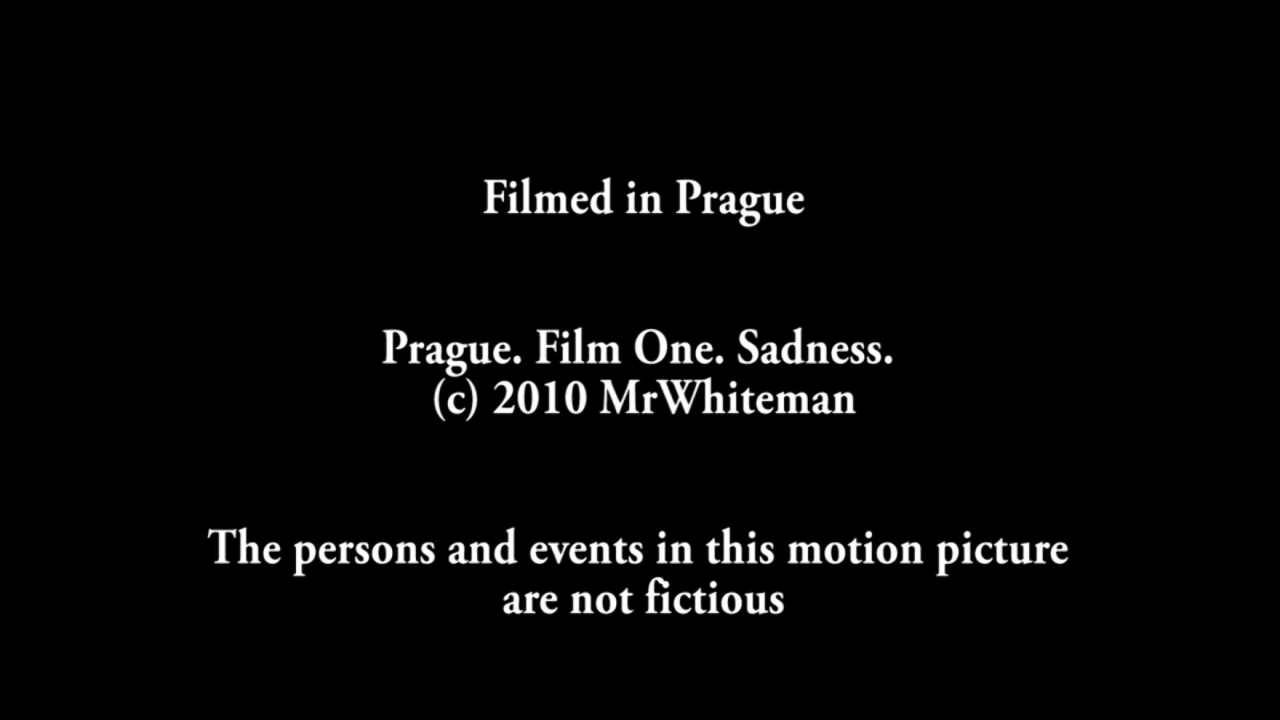 Filmed in Prague
Prague. Film One. Sadness.
(c) 2010 MrWhiteman
The persons and events in this motion picture
are not fictious